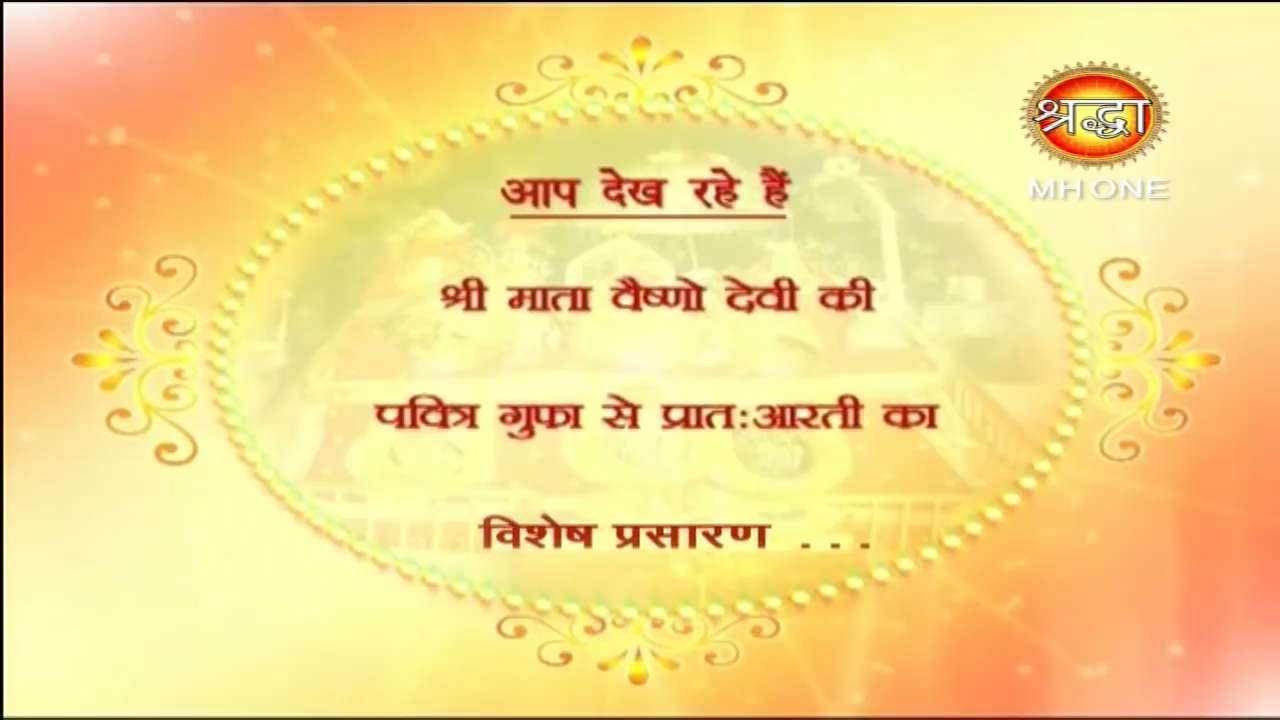 श्रद्धा
MH ONE
आप देख रहे हैं
श्री माता वैष्णो देवी की
पवित्र गुफा से प्रातःआरती का
विशेष प्रसारण . . .